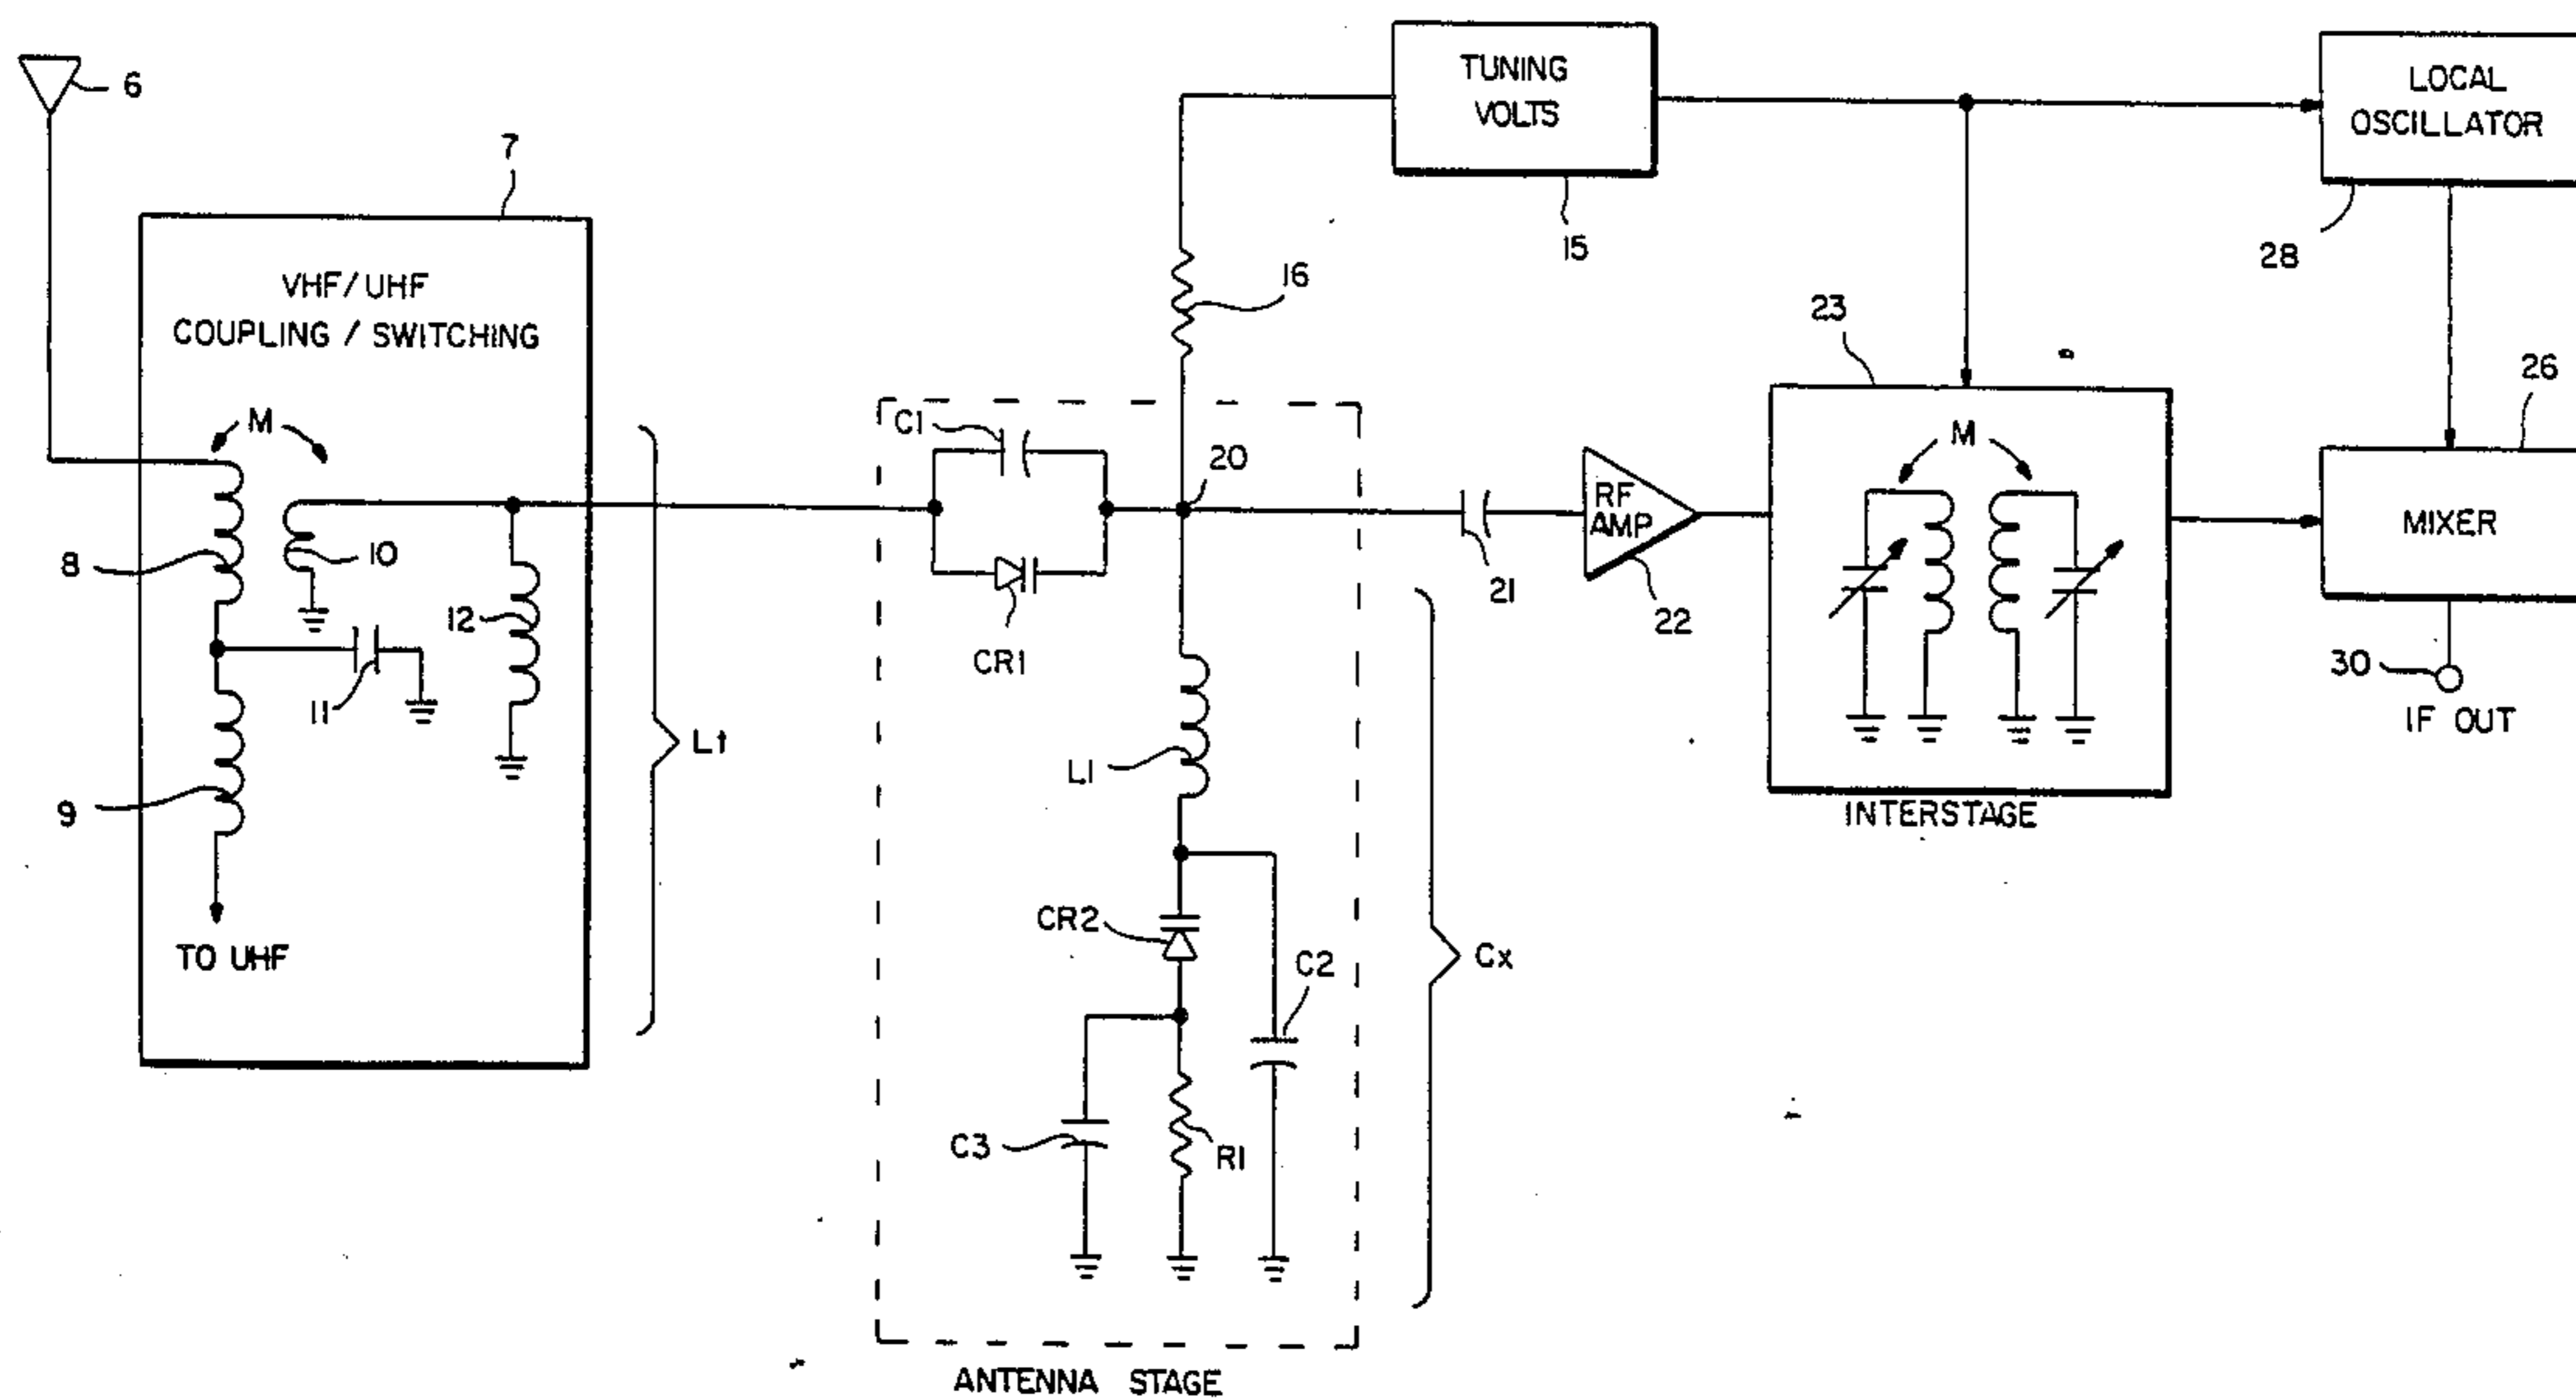 6
TUNING
VOLTS
LOCAL
OSCILLATOR
7
15
28
VHF/UHF
COUPLING / SWITCHING
16
23
26
M
C1
20
M
RF
AMP
MIXER
8
10
12
CR1
21
22
30
11
Lt
L1
IF OUT
9
INTERSTAGE
TO UHF
CR2
C2
Cx
C3
R1
ANTENNA STAGE